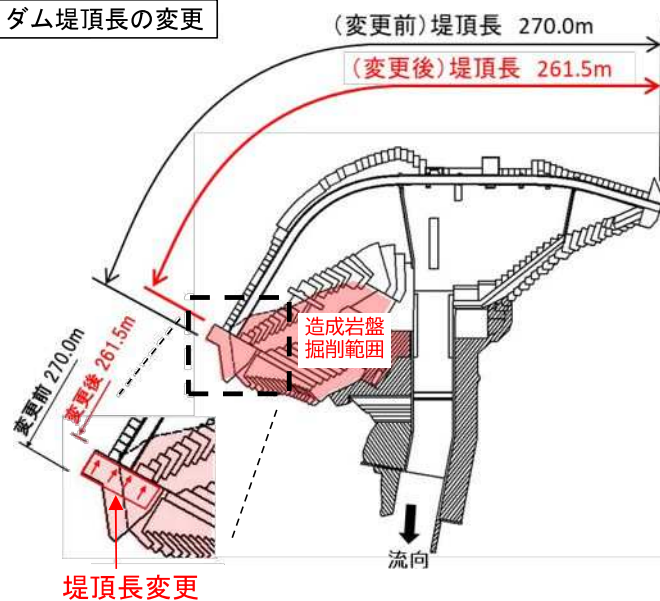 ダム堤頂長の変更
(変更前)堤頂長 270.0m
(変更後)堤頂長 261.5m
造成岩盤
掘削範囲
変更前 270.0m
変更後 261.5m
流向
堤頂長変更